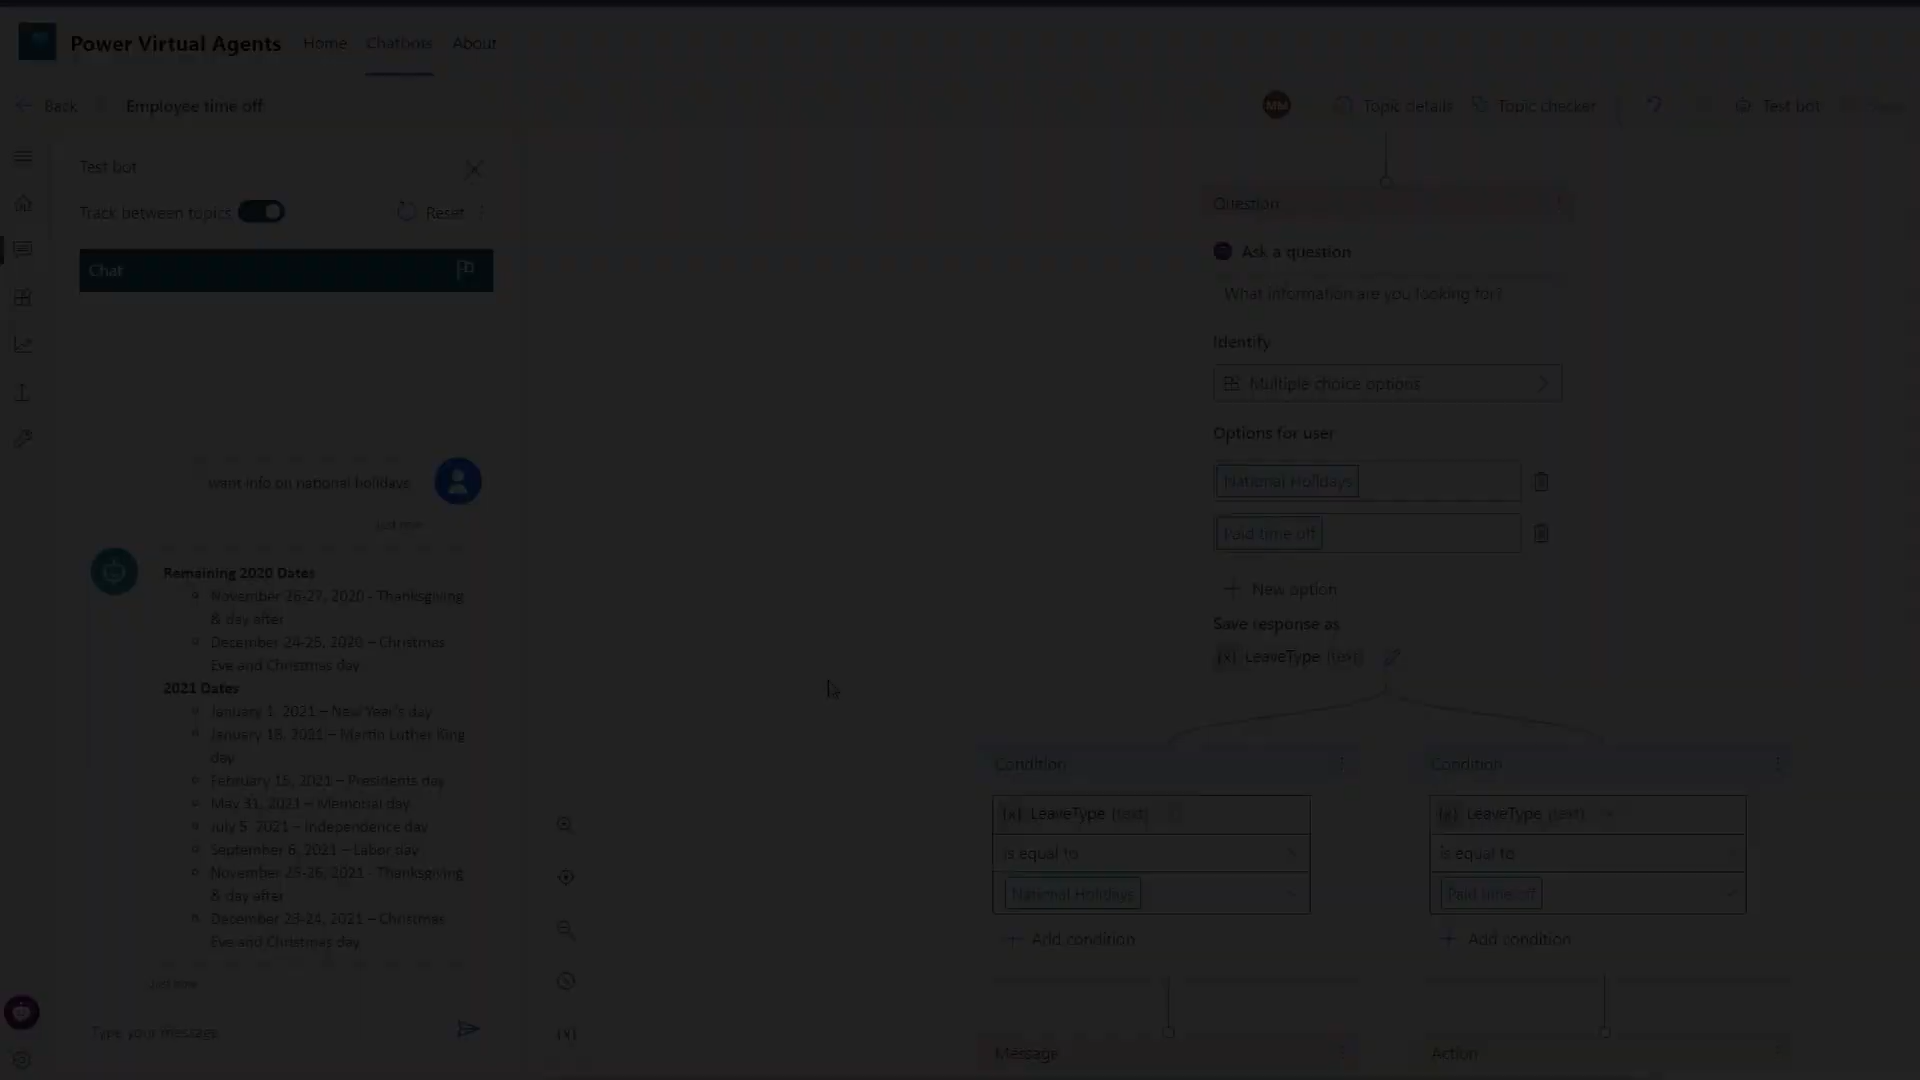 Power Virtual Agents Home Chatbots About
Back Employee time off
MM Topic details Topic checker Test bot Save
Test bot
Track between topics Reset
Chat
want info on national holidays
Just now
Remaining 2020 Dates
November 26-27, 2020 - Thanksgiving
& day after
December 24-25, 2020 – Christmas
Eve and Christmas day
2021 Dates
January 1, 2021 – New Year's day
January 18, 2021 – Martin Luther King
day
February 15, 2021 – Presidents day
May 31, 2021 – Memorial day
July 5, 2021 – Independence day
September 6, 2021 – Labor day
November 25-26, 2021 - Thanksgiving
& day after
December 23-24, 2021 – Christmas
Eve and Christmas day
Just now
Type your message
Question
Ask a question
What information are you looking for?
Identify
Multiple choice options
Options for user
National Holidays
Paid time off
New option
Save response as
{x} LeaveType (text)
Condition
{x} LeaveType (text)
is equal to
National Holidays
Add condition
Message
Condition
{x} LeaveType (text)
is equal to
Paid time off
Add condition
Action
{x}